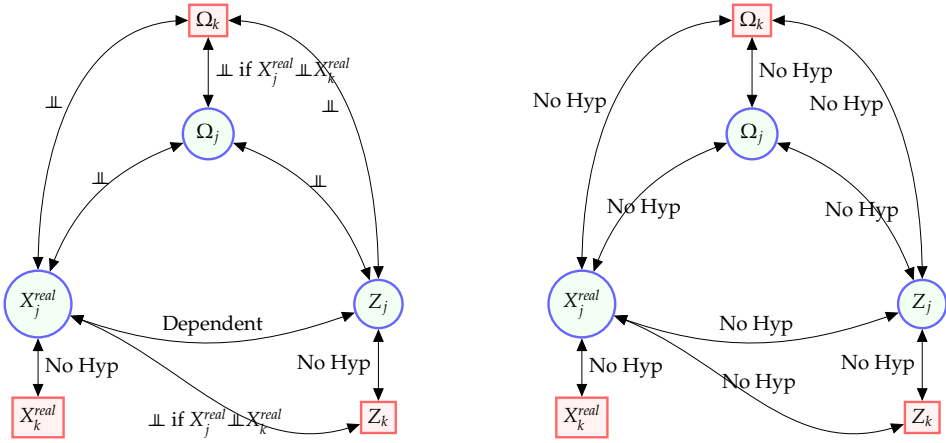 Ω_k
⫫ if X_j^{real} ⫫ X_k^{real}
⫫
⫫
Ω_j
⫫
⫫
X_j^{real}
Z_j
Dependent
No Hyp
No Hyp
X_k^{real}
⫫ if X_j^{real} ⫫ X_k^{real}
Z_k
Ω_k
No Hyp
No Hyp
No Hyp
Ω_j
No Hyp
No Hyp
X_j^{real}
Z_j
No Hyp
No Hyp
No Hyp
No Hyp
X_k^{real}
Z_k